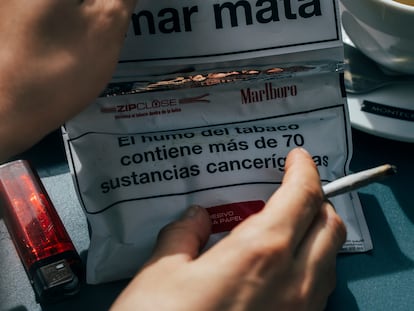 mar mata
ZIPCLOSE
Marlboro
El humo del tabaco
contiene más de 70
sustancias cancerígenas